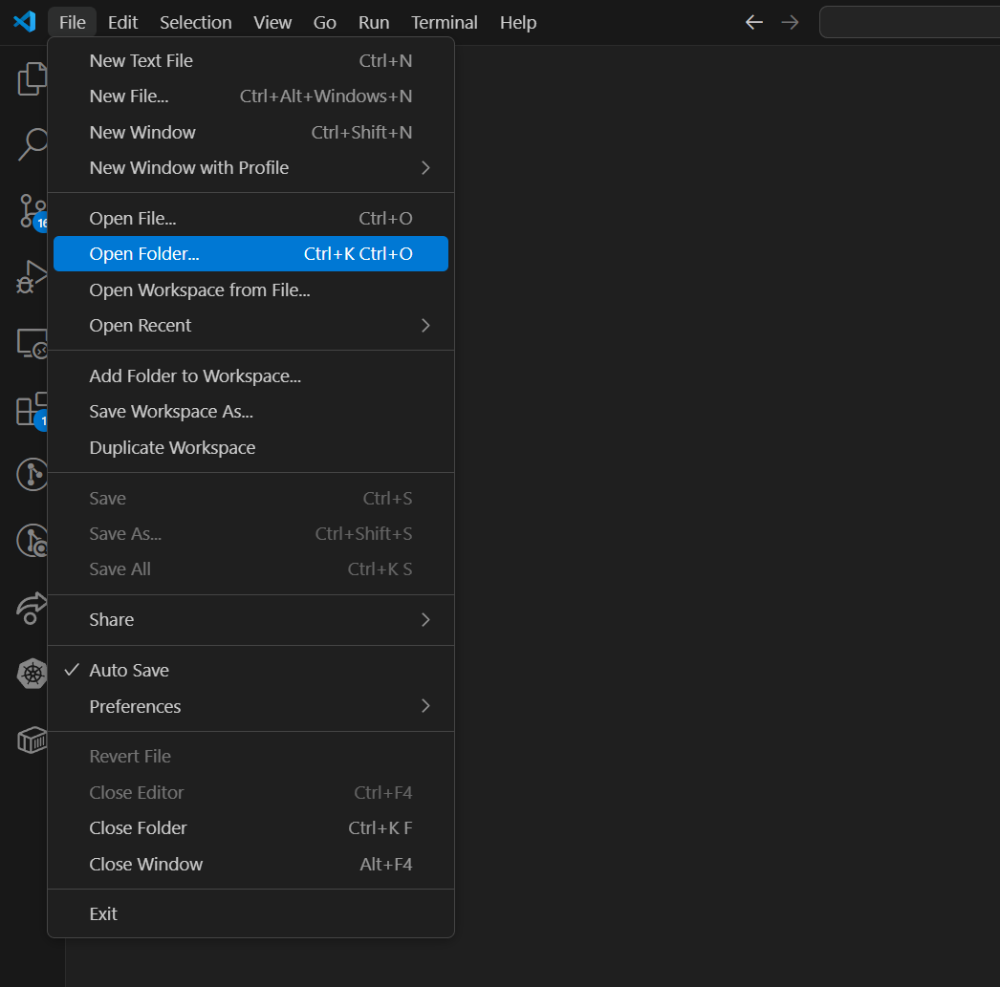 File Edit Selection View Go Run Terminal Help
New Text File Ctrl+N
New File... Ctrl+Alt+Windows+N
New Window Ctrl+Shift+N
New Window with Profile
Open File... Ctrl+O
Open Folder... Ctrl+K Ctrl+O
Open Workspace from File...
Open Recent
Add Folder to Workspace...
Save Workspace As...
Duplicate Workspace
Save Ctrl+S
Save As... Ctrl+Shift+S
Save All Ctrl+K S
Share
Auto Save
Preferences
Revert File
Close Editor Ctrl+F4
Close Folder Ctrl+K F
Close Window Alt+F4
Exit